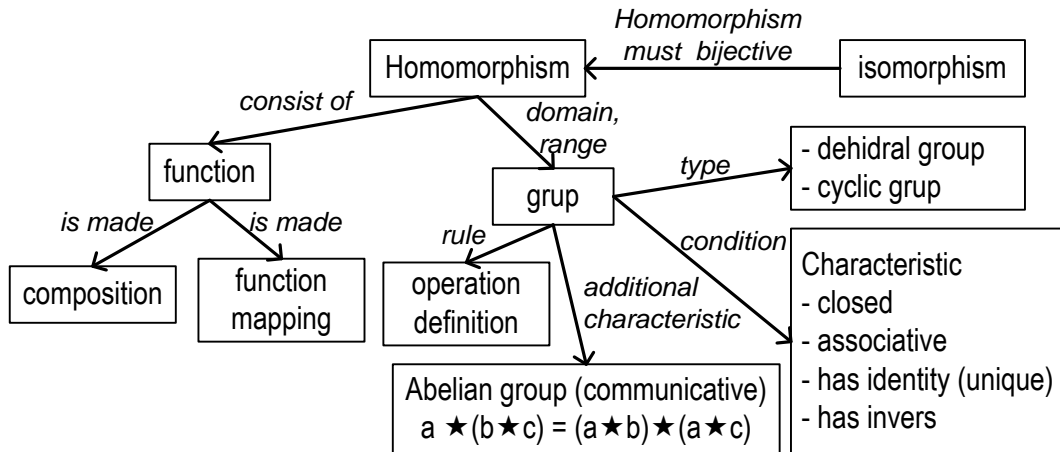 Homomorphism
must bijective
Homomorphism
isomorphism
consist of
domain,
range
function
grup
type
- dehidral group
- cyclic grup
is made
is made
rule
condition
composition
function
mapping
operation
definition
additional
characteristic
Characteristic
- closed
- associative
- has identity (unique)
- has invers
Abelian group (communicative)
a ★(b★c) = (a★b)★(a★c)